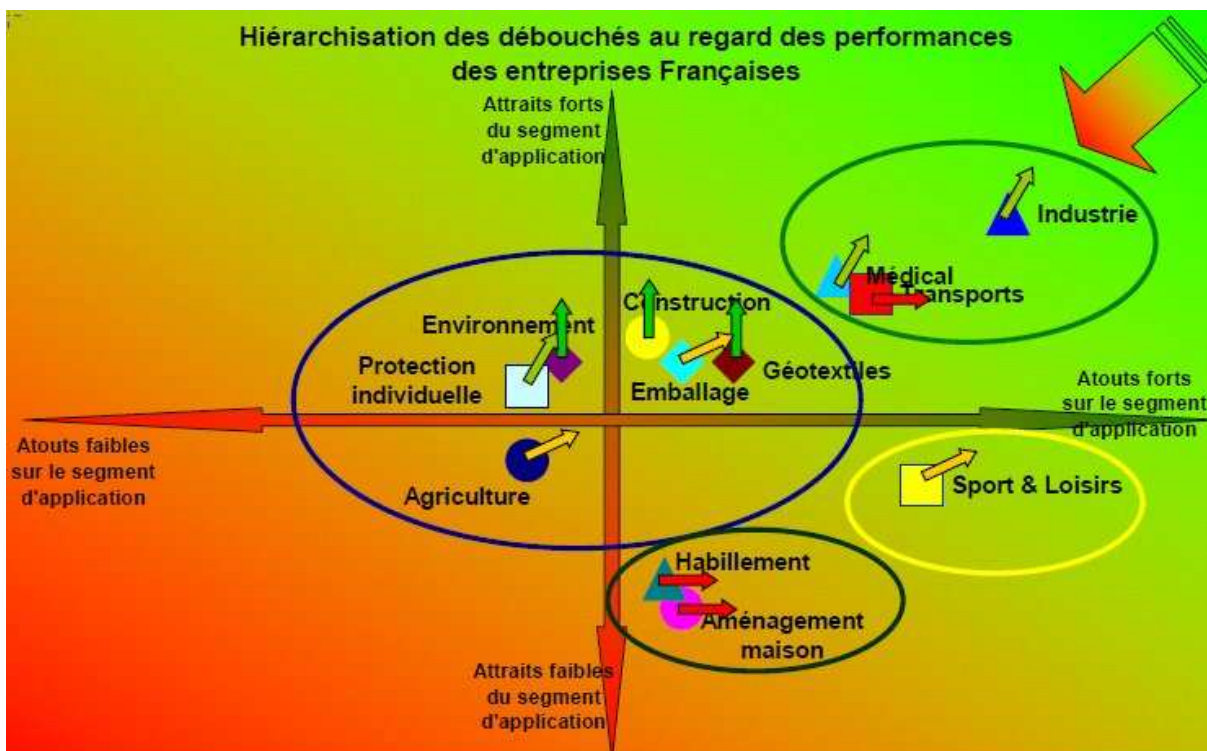 Hiérarchisation des débouchés au regard des performances
des entreprises Françaises
Attraits forts
du segment
d'application
Industrie
Médical
Transports
Construction
Environnement
Protection
individuelle
Emballage
Géotextiles
Atouts forts
sur le segment
d'application
Atouts faibles
sur le segment
d'application
Agriculture
Sport & Loisirs
Habillement
Aménagement
maison
Attraits faibles
du segment
d'application